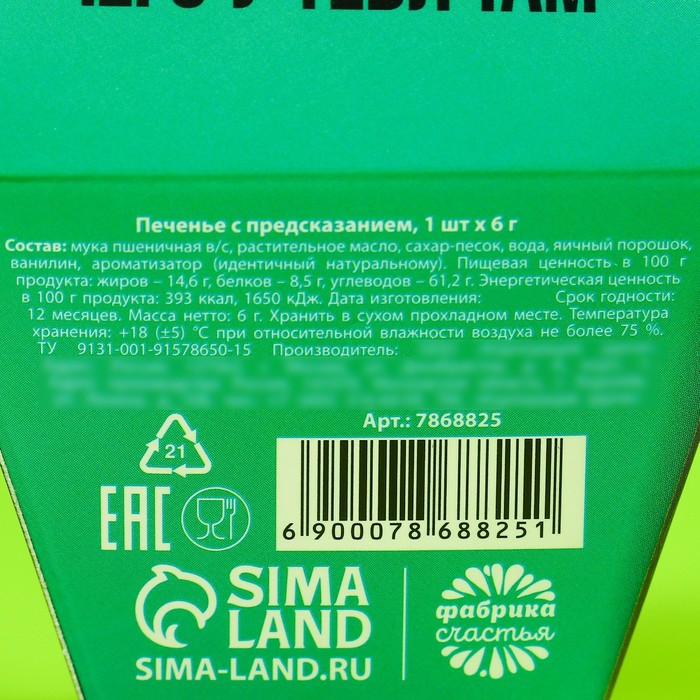 Печенье с предсказанием, 1 шт х 6 г
Состав: мука пшеничная в/с, растительное масло, сахар-песок, вода, яичный порошок,
ванилин, ароматизатор (идентичный натуральному). Пищевая ценность в 100 г
продукта: жиров – 14,6 г, белков – 8,5 г, углеводов – 61,2 г. Энергетическая ценность
в 100 г продукта: 393 ккал, 1650 кДж. Дата изготовления: Срок годности:
12 месяцев. Масса нетто: 6 г. Хранить в сухом прохладном месте. Температура
хранения: +18 (±5) °С при относительной влажности воздуха не более 75 %.
ТУ 9131-001-91578650-15 Производитель:
Арт.: 7868825
21
EAC
6 900078 688251
SIMA
LAND
SIMA-LAND.RU
фабрика
счастья